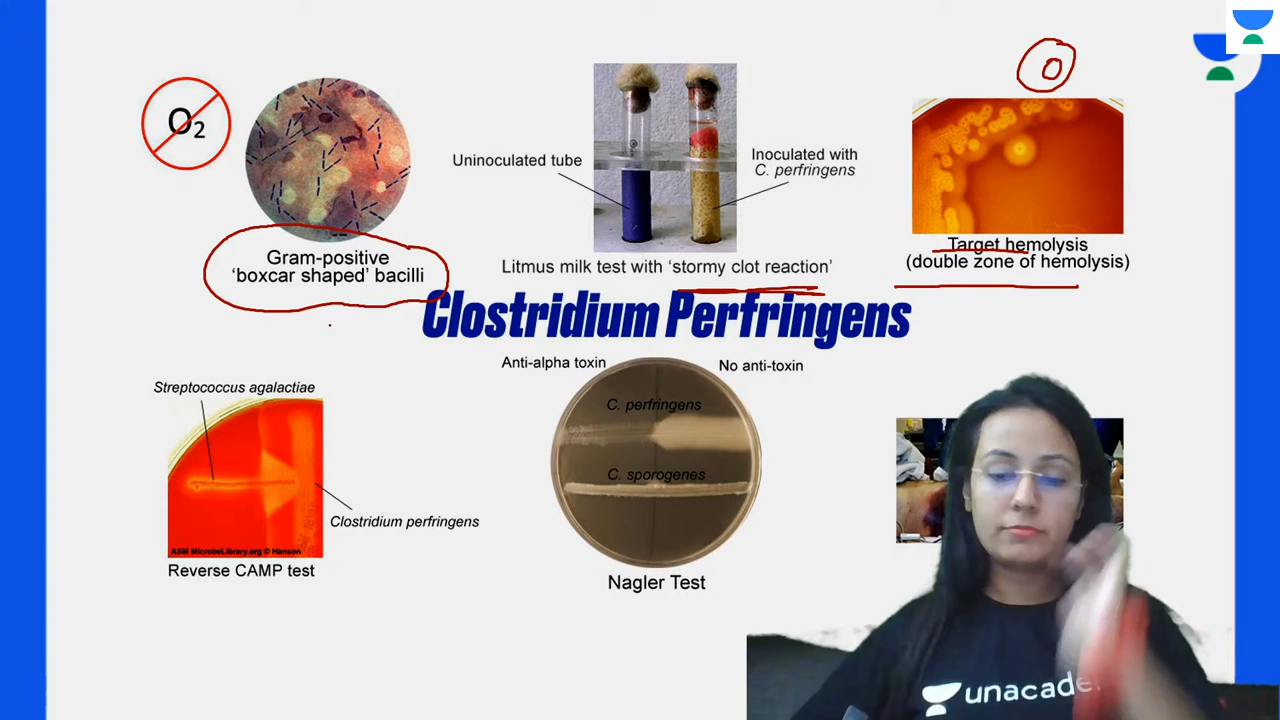 O₂
Uninoculated tube
Inoculated with
C. perfringens
Gram-positive
‘boxcar shaped’ bacilli
Litmus milk test with ‘stormy clot reaction’
Target hemolysis
(double zone of hemolysis)
Clostridium Perfringens
Anti-alpha toxin
No anti-toxin
Streptococcus agalactiae
C. perfringens
C. sporogenes
Clostridium perfringens
ASM MicrobeLibrary.org © Hanson
Reverse CAMP test
Nagler Test
unacade